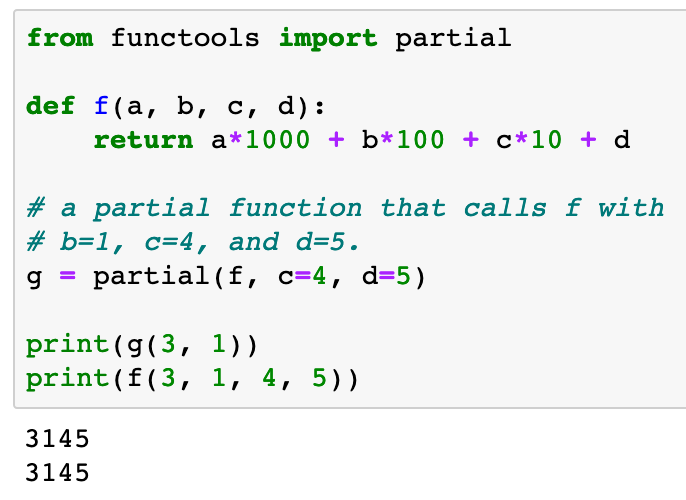 from functools import partial
def f(a, b, c, d):
    return a*1000 + b*100 + c*10 + d
# a partial function that calls f with
# b=1, c=4, and d=5.
g = partial(f, c=4, d=5)
print(g(3, 1))
print(f(3, 1, 4, 5))
3145
3145